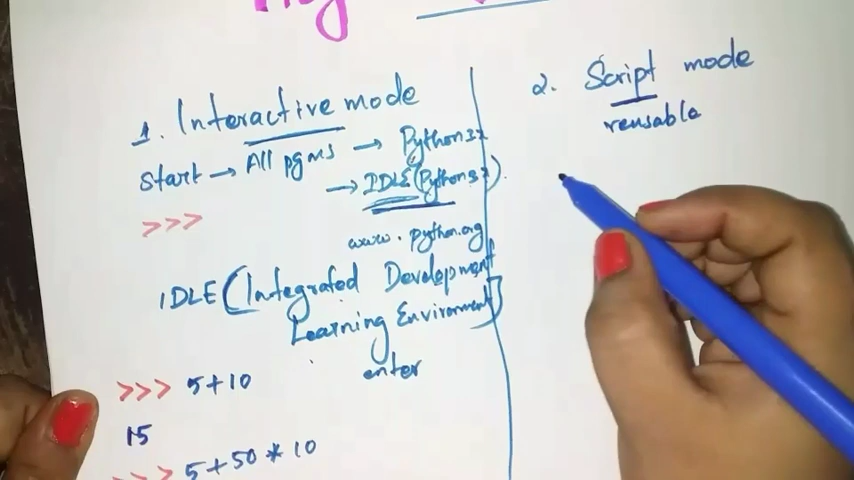 1. Interactive mode
Start → All pgms → Python3x
→ IDLE (Python3x).
>>>
www.python.org
IDLE (Integrated Development
Learning Environment)
enter
>>> 5+10
15
>>> 5+50 * 10
2. Script mode
reusable